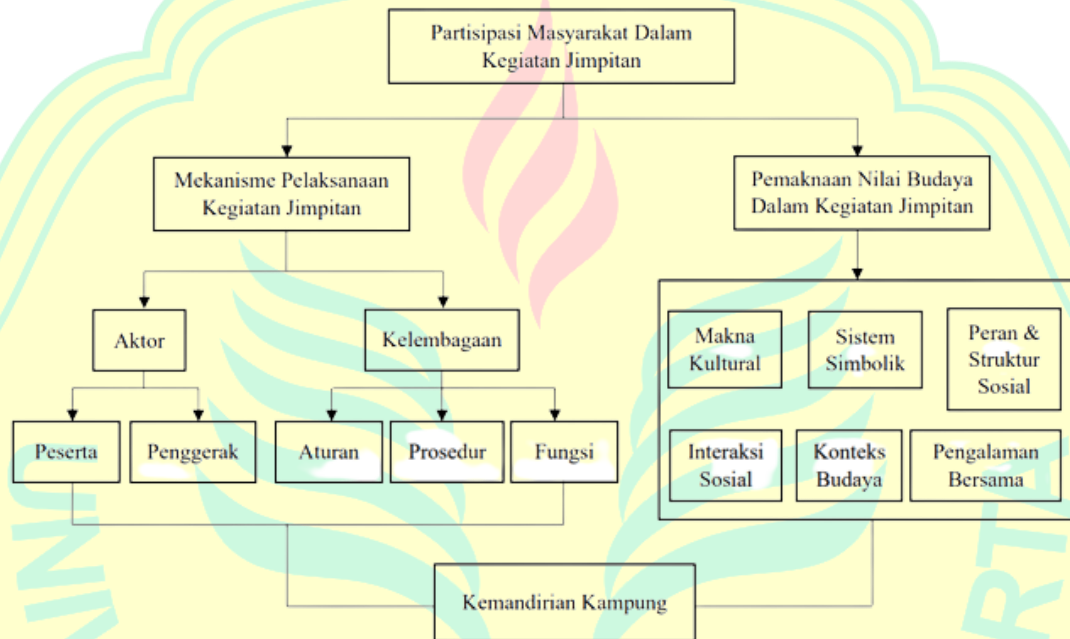 Partisipasi Masyarakat Dalam
Kegiatan Jimpitan
Mekanisme Pelaksanaan
Kegiatan Jimpitan
Pemaknaan Nilai Budaya
Dalam Kegiatan Jimpitan
Aktor
Kelembagaan
Makna
Kultural
Sistem
Simbolik
Peran &
Struktur
Sosial
Peserta
Penggerak
Aturan
Prosedur
Fungsi
Interaksi
Sosial
Konteks
Budaya
Pengalaman
Bersama
Kemandirian Kampung